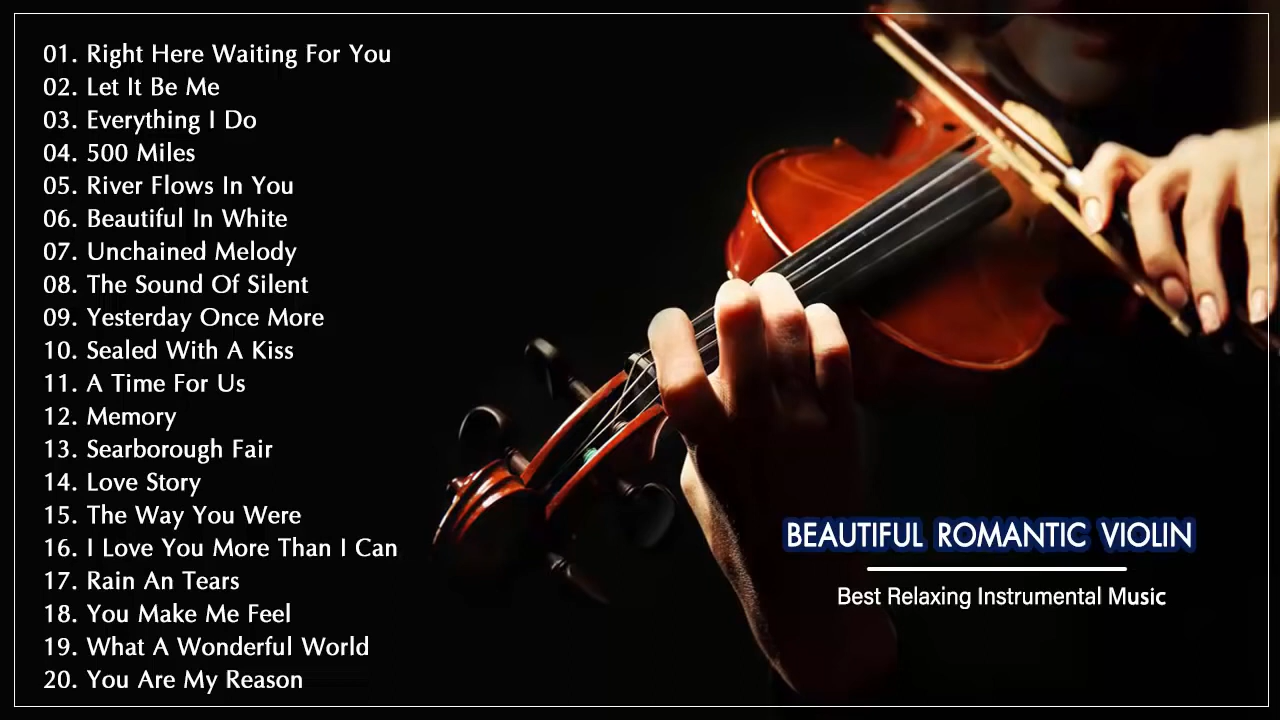 01. Right Here Waiting For You
02. Let It Be Me
03. Everything I Do
04. 500 Miles
05. River Flows In You
06. Beautiful In White
07. Unchained Melody
08. The Sound Of Silent
09. Yesterday Once More
10. Sealed With A Kiss
11. A Time For Us
12. Memory
13. Searborough Fair
14. Love Story
15. The Way You Were
16. I Love You More Than I Can
17. Rain An Tears
18. You Make Me Feel
19. What A Wonderful World
20. You Are My Reason
BEAUTIFUL ROMANTIC VIOLIN
Best Relaxing Instrumental Music